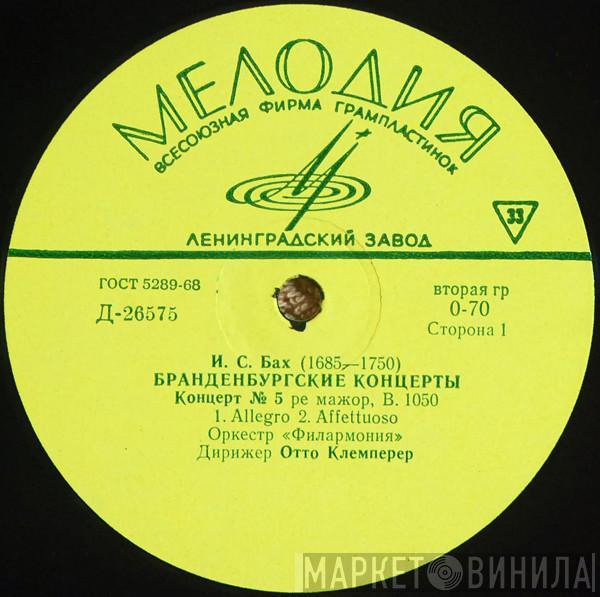 МЕЛОДИЯ
ВСЕСОЮЗНАЯ ФИРМА ГРАМПЛАСТИНОК
33
ЛЕНИНГРАДСКИЙ ЗАВОД
ГОСТ 5289-68
Д-26575
вторая гр
0-70
Сторона 1
И. С. Бах (1685—1750)
БРАНДЕНБУРГСКИЕ КОНЦЕРТЫ
Концерт № 5 ре мажор, В. 1050
1. Allegro 2. Affettuoso
Оркестр «Филармония»
Дирижер Отто Клемперер
МАРКЕТ ВИНИЛА